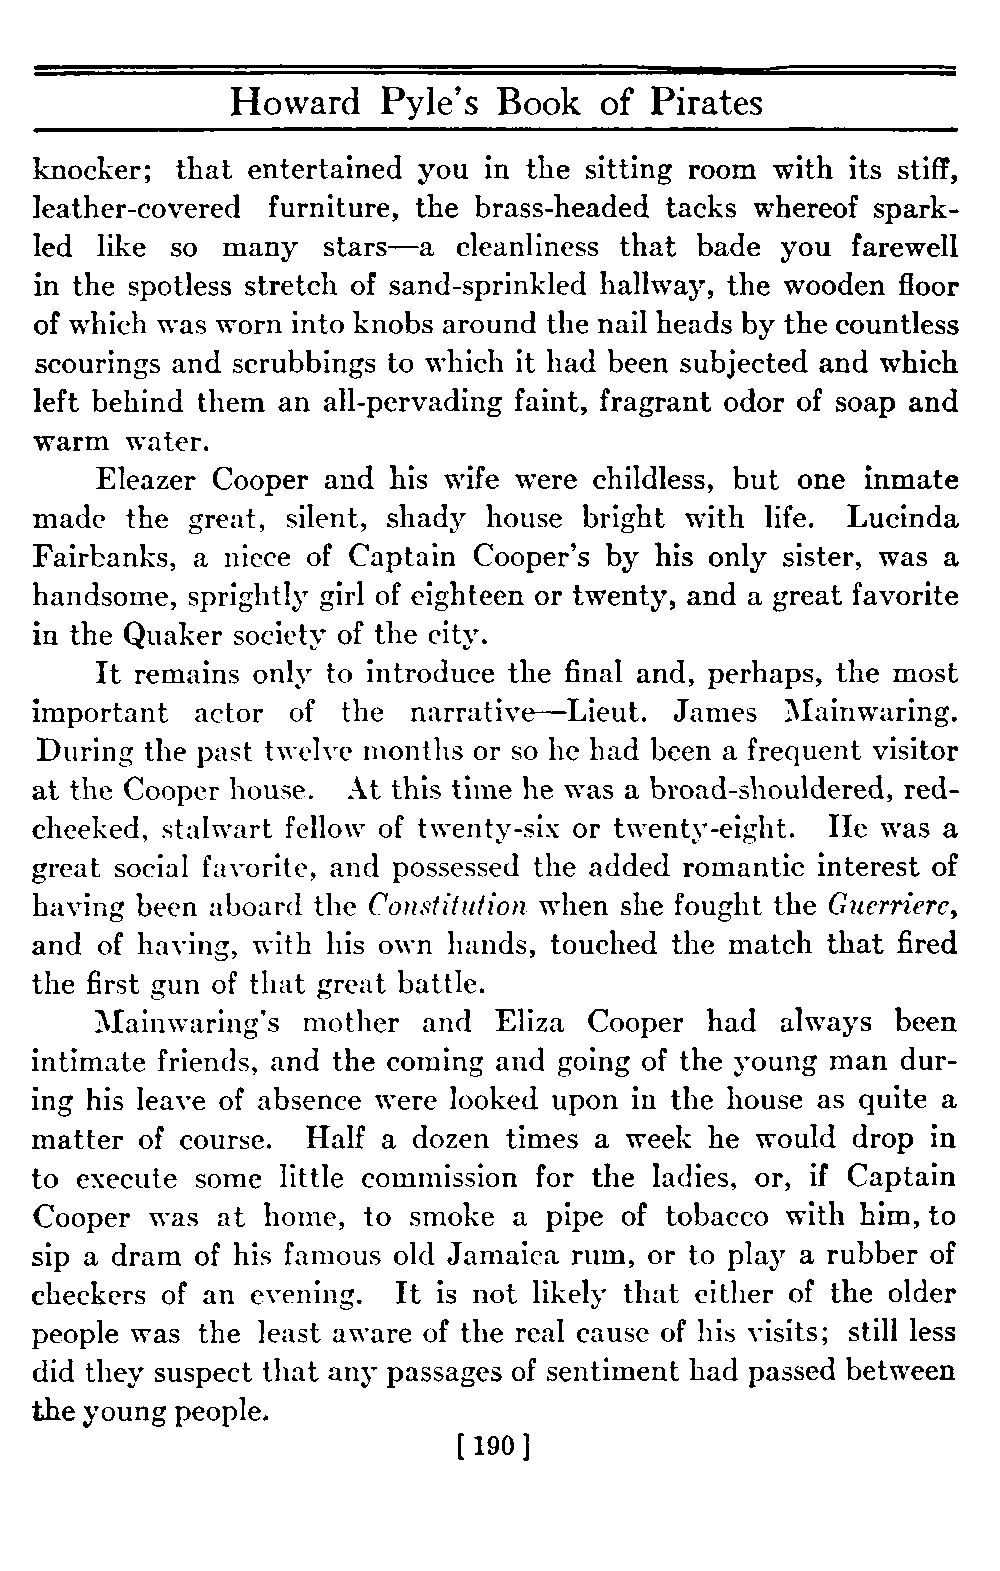 Howard Pyle's Book of Pirates
knocker; that entertained you in the sitting room with its stiff,
leather-covered furniture, the brass-headed tacks whereof spark-
led like so many stars—a cleanliness that bade you farewell
in the spotless stretch of sand-sprinkled hallway, the wooden floor
of which was worn into knobs around the nail heads by the countless
scourings and scrubbings to which it had been subjected and which
left behind them an all-pervading faint, fragrant odor of soap and
warm water.
Eleazer Cooper and his wife were childless, but one inmate
made the great, silent, shady house bright with life. Lucinda
Fairbanks, a niece of Captain Cooper's by his only sister, was a
handsome, sprightly girl of eighteen or twenty, and a great favorite
in the Quaker society of the city.
It remains only to introduce the final and, perhaps, the most
important actor of the narrative—Lieut. James Mainwaring.
During the past twelve months or so he had been a frequent visitor
at the Cooper house. At this time he was a broad-shouldered, red-
cheeked, stalwart fellow of twenty-six or twenty-eight. He was a
great social favorite, and possessed the added romantic interest of
having been aboard the Constitution when she fought the Guerriere,
and of having, with his own hands, touched the match that fired
the first gun of that great battle.
Mainwaring's mother and Eliza Cooper had always been
intimate friends, and the coming and going of the young man dur-
ing his leave of absence were looked upon in the house as quite a
matter of course. Half a dozen times a week he would drop in
to execute some little commission for the ladies, or, if Captain
Cooper was at home, to smoke a pipe of tobacco with him, to
sip a dram of his famous old Jamaica rum, or to play a rubber of
checkers of an evening. It is not likely that either of the older
people was the least aware of the real cause of his visits; still less
did they suspect that any passages of sentiment had passed between
the young people.
[ 190 ]